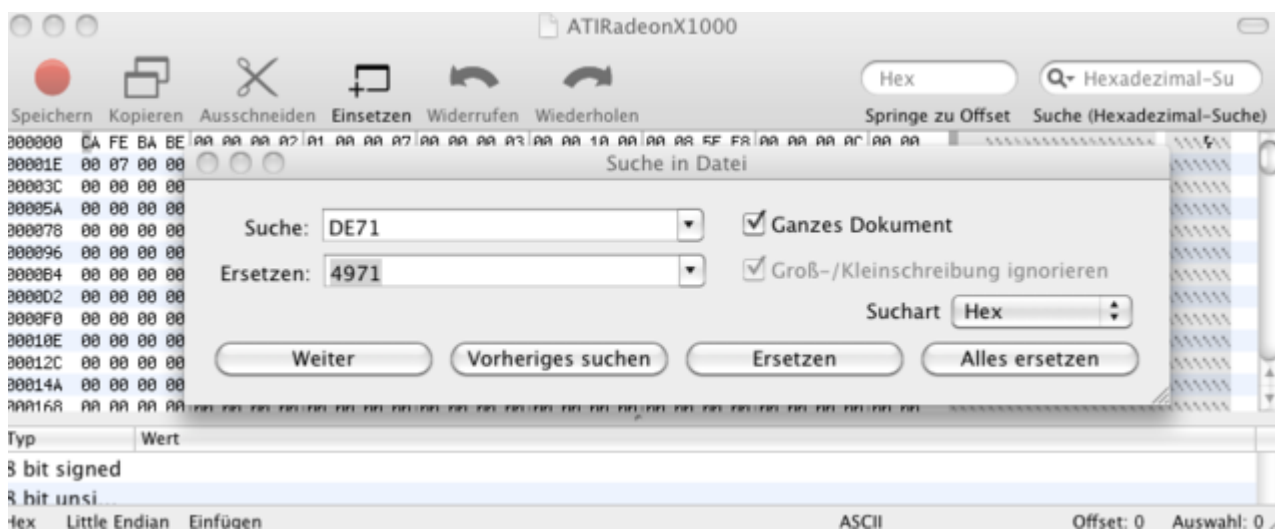 ATIRadeonX1000
Hex
Hexadezimal-Su
Speichern Kopieren Ausschneiden Einsetzen Widerrufen Wiederholen Springe zu Offset Suche (Hexadezimal-Suche)
000000 CA FE BA BE 00 00 00 02 01 00 00 07 00 00 00 03 00 00 10 00 00 08 5E F8 00 00 00 0C 00 00
00001E 00 07 00 00
Suche in Datei
00003C 00 00 00 00
00005A 00 00 00 00
000078 00 00 00 00
000096 00 00 00 00
0000B4 00 00 00 00
0000D2 00 00 00 00
0000F0 00 00 00 00
00010E 00 00 00 00
00012C 00 00 00 00
00014A 00 00 00 00
000168
Suche: DE71
Ganzes Dokument
Ersetzen: 4971
Groß-/Kleinschreibung ignorieren
Suchart Hex
Weiter Vorheriges suchen Ersetzen Alles ersetzen
Typ Wert
8 bit signed
8 bit unsi...
Hex Little Endian Einfügen ASCII Offset: 0 Auswahl: 0